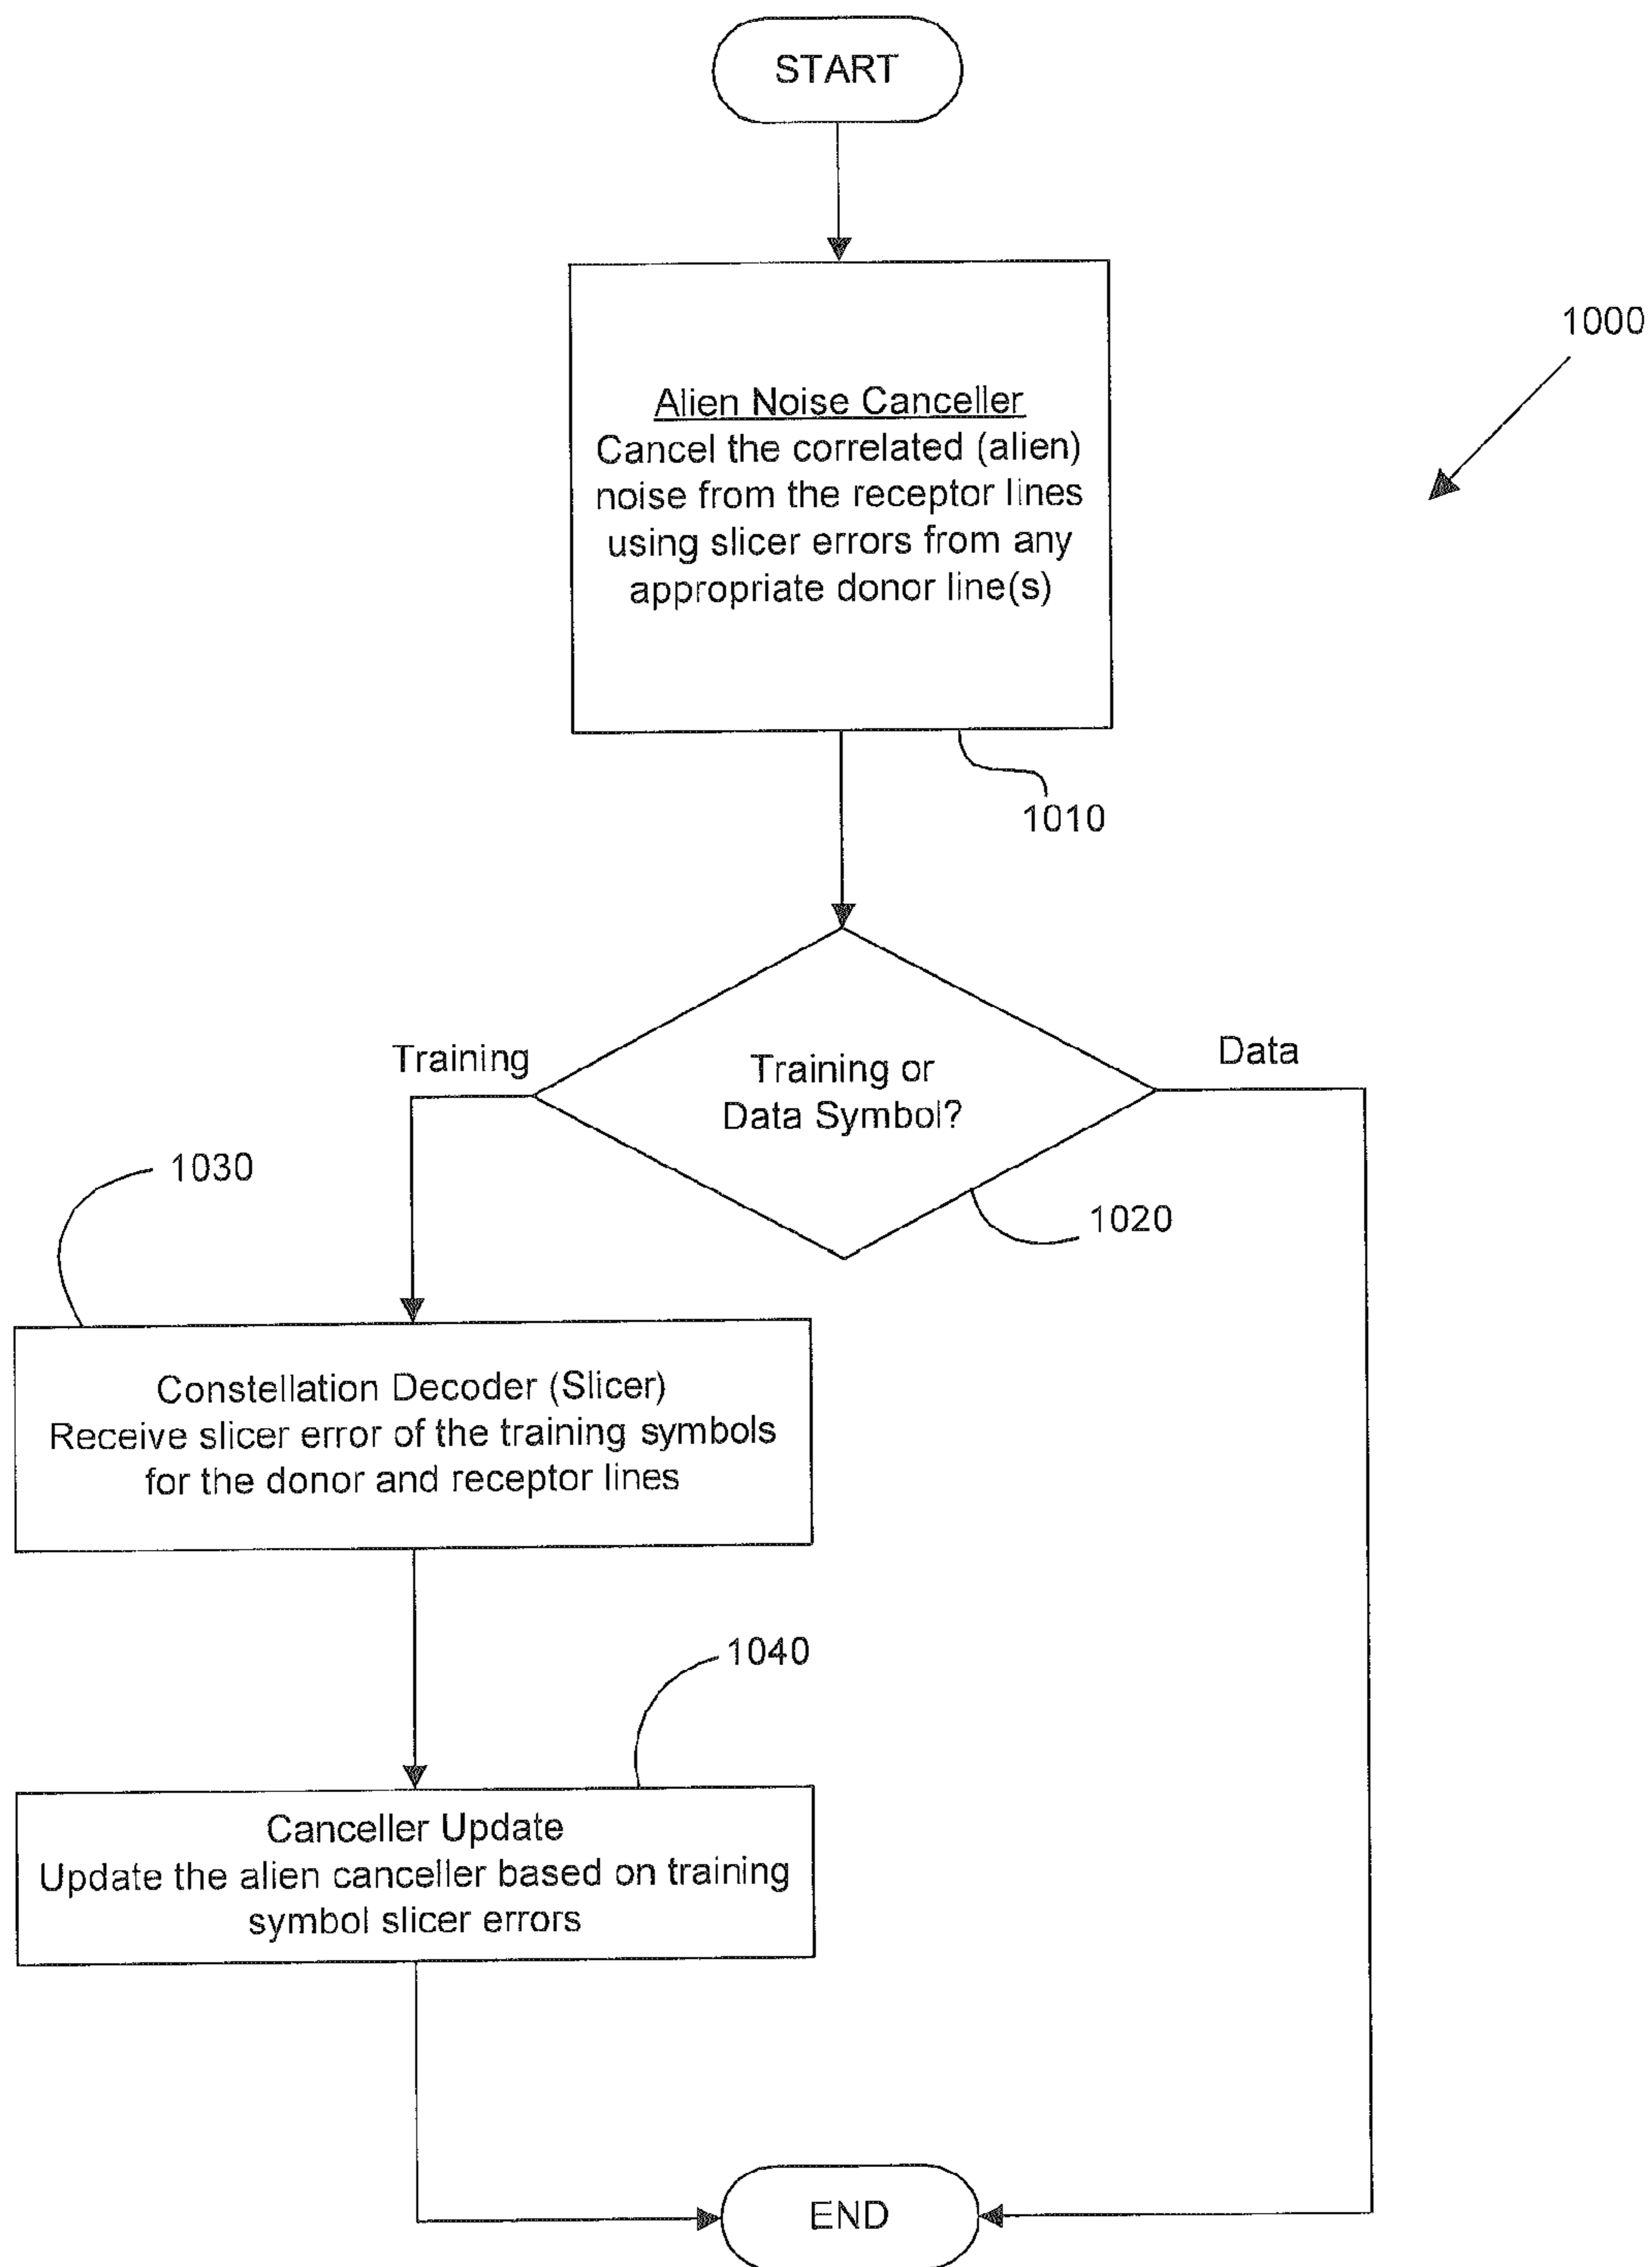 START
1000
Alien Noise Canceller
Cancel the correlated (alien)
noise from the receptor lines
using slicer errors from any
appropriate donor line(s)
1010
Training
Training or
Data Symbol?
Data
1030
1020
Constellation Decoder (Slicer)
Receive slicer error of the training symbols
for the donor and receptor lines
1040
Canceller Update
Update the alien canceller based on training
symbol slicer errors
END